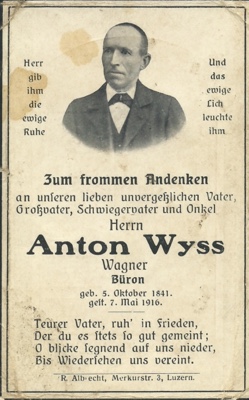 Herr
gib
ihm
die
ewige
Ruhe
Und
das
ewige
Licht
leuchte
ihm
Zum frommen Andenken
an unseren lieben unvergeßlichen Vater,
Großvater, Schwiegervater und Onkel
Herrn
Anton Wyss
Wagner
Büron
geb. 5. Oktober 1841.
gest. 7. Mai 1916.
Teurer Vater, ruh' in Frieden,
Der du es stets so gut gemeint;
O blicke segnend auf uns nieder,
Bis Wiedersehen uns vereint.
R. Albrecht, Merkurstr. 3, Luzern.